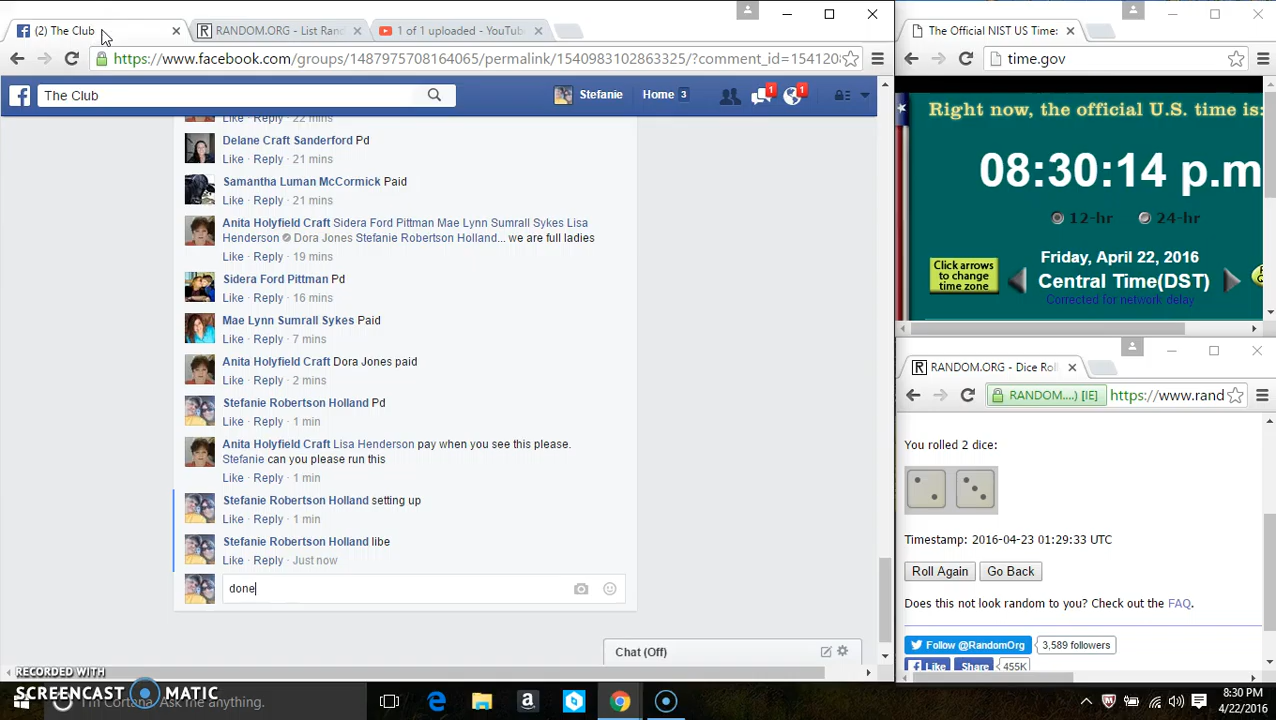 (2) The Club
RANDOM.ORG - List Ran
1 of 1 uploaded - YouTub
https://www.facebook.com/groups/1487975708164065/permalink/1540983102863325/?comment_id=154120
The Club
Stefanie
Home 3
1
1
22 mins
Delane Craft Sanderford Pd
Like · Reply · 21 mins
Samantha Luman McCormick Paid
Like · Reply · 21 mins
Anita Holyfield Craft Sidera Ford Pittman Mae Lynn Sumrall Sykes Lisa
Henderson Dora Jones Stefanie Robertson Holland... we are full ladies
Like · Reply · 19 mins
Sidera Ford Pittman Pd
Like · Reply · 16 mins
Mae Lynn Sumrall Sykes Paid
Like · Reply · 7 mins
Anita Holyfield Craft Dora Jones paid
Like · Reply · 2 mins
Stefanie Robertson Holland Pd
Like · Reply · 1 min
Anita Holyfield Craft Lisa Henderson pay when you see this please.
Stefanie can you please run this
Like · Reply · 1 min
Stefanie Robertson Holland setting up
Like · Reply · 1 min
Stefanie Robertson Holland libe
Like · Reply · Just now
done
Chat (Off)
The Official NIST US Time:
time.gov
Right now, the official U.S. time is:
08:30:14 p.m
12-hr 24-hr
Click arrows
to change
time zone
Friday, April 22, 2016
Central Time(DST)
Corrected for network delay
RANDOM.ORG - Dice Roll
RANDOM....) [IE]
https://www.rand
You rolled 2 dice:
Timestamp: 2016-04-23 01:29:33 UTC
Roll Again
Go Back
Does this not look random to you? Check out the FAQ.
Follow @RandomOrg
3,589 followers
Like
Share
455K
RECORDED WITH
SCREENCAST MATIC
I'm Cortana. Ask me anything.
8:30 PM
4/22/2016